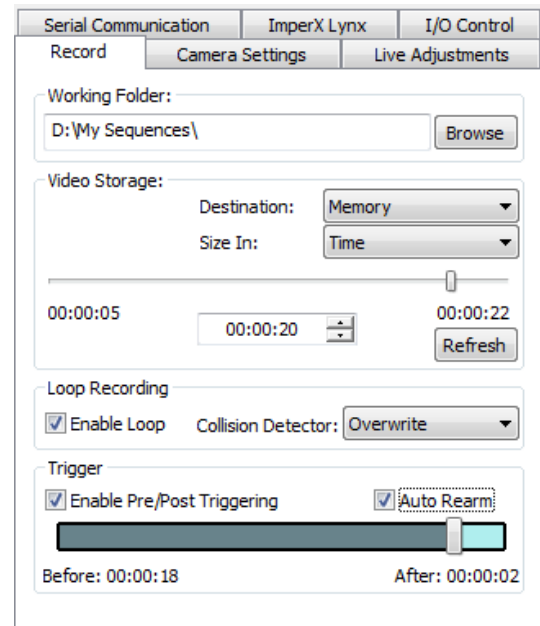 Serial Communication ImperX Lynx I/O Control
Record Camera Settings Live Adjustments
Working Folder:
D:\My Sequences\ Browse
Video Storage:
Destination: Memory
Size In: Time
00:00:05 00:00:20 00:00:22
Refresh
Loop Recording
Enable Loop Collision Detector: Overwrite
Trigger
Enable Pre/Post Triggering Auto Rearm
Before: 00:00:18 After: 00:00:02